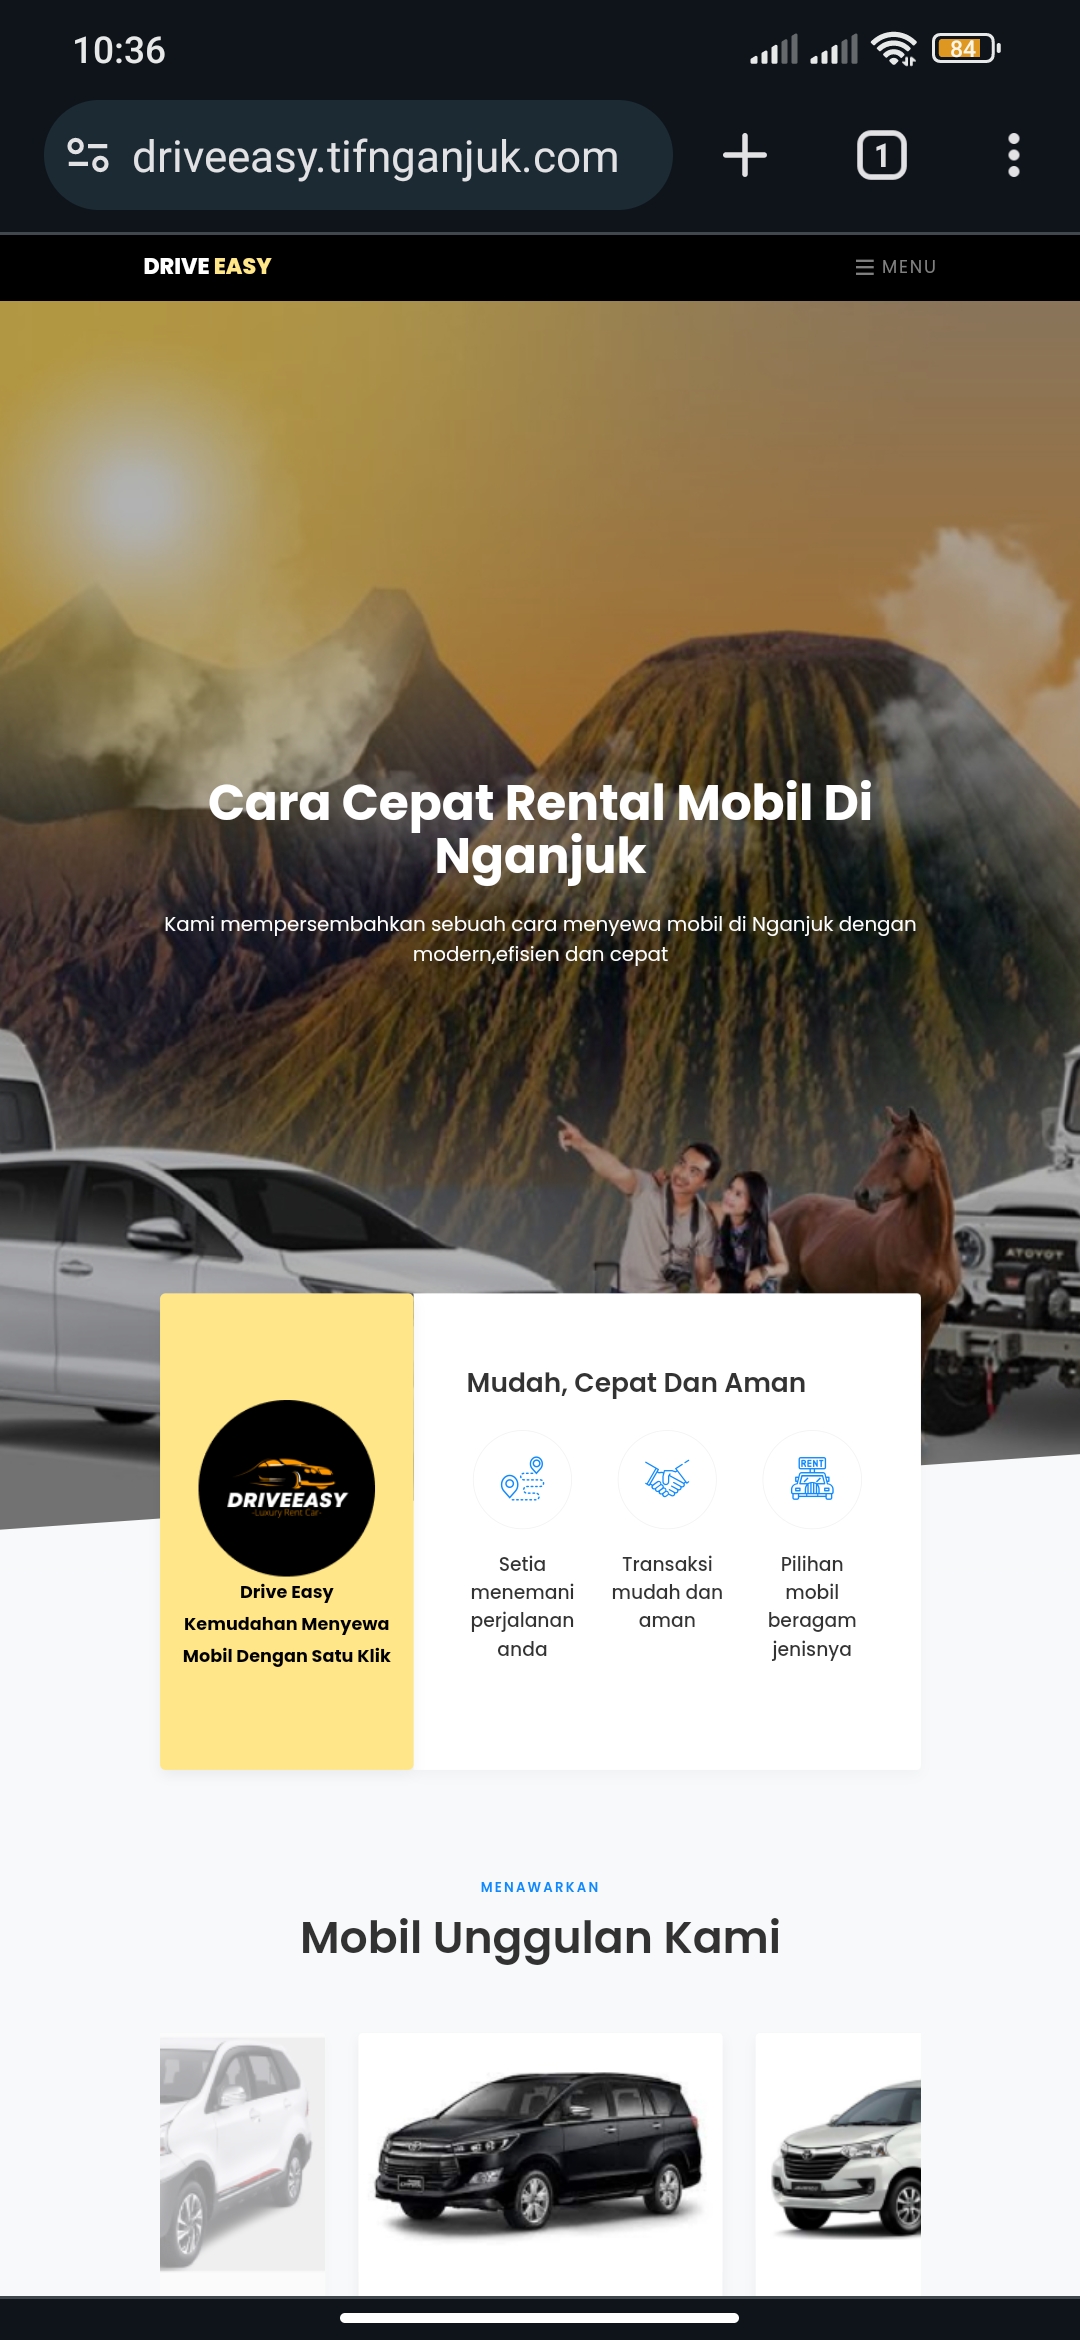 10:36
84
driveeasy.tifnganjuk.com
1
DRIVE EASY
MENU
Cara Cepat Rental Mobil Di
Nganjuk
Kami mempersembahkan sebuah cara menyewa mobil di Nganjuk dengan
modern,efisien dan cepat
ATOYOT
DRIVEEASY
-Luxury Rent Car-
Drive Easy
Kemudahan Menyewa
Mobil Dengan Satu Klik
Mudah, Cepat Dan Aman
RENT
Setia
menemani
perjalanan
anda
Transaksi
mudah dan
aman
Pilihan
mobil
beragam
jenisnya
MENAWARKAN
Mobil Unggulan Kami